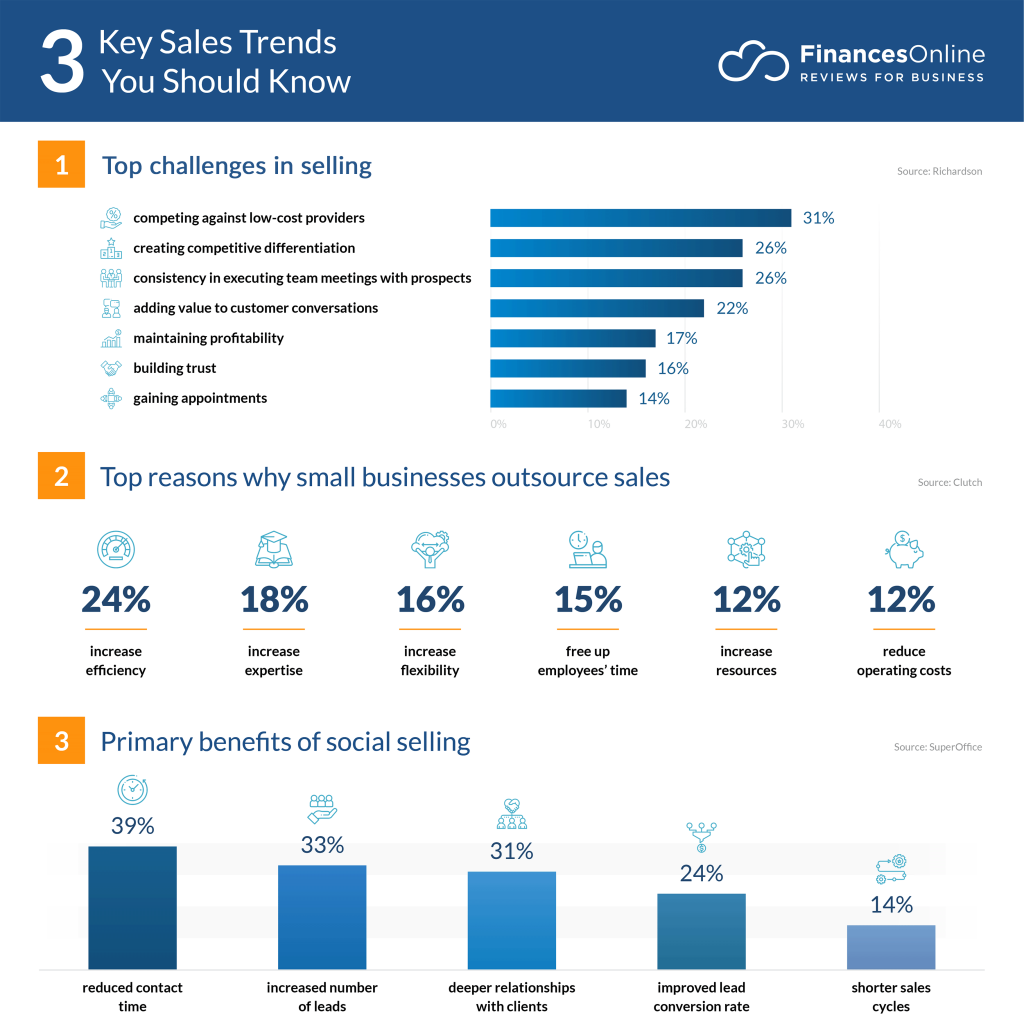 3
Key Sales Trends
You Should Know
FinancesOnline
REVIEWS FOR BUSINESS
1
Top challenges in selling
Source: Richardson
competing against low-cost providers
31%
creating competitive differentiation
26%
consistency in executing team meetings with prospects
26%
adding value to customer conversations
22%
maintaining profitability
17%
building trust
16%
gaining appointments
14%
0% 10% 20% 30% 40%
2
Top reasons why small businesses outsource sales
Source: Clutch
24%
increase
efficiency
18%
increase
expertise
16%
increase
flexibility
15%
free up
employees’ time
12%
increase
resources
12%
reduce
operating costs
3
Primary benefits of social selling
Source: SuperOffice
39%
reduced contact
time
33%
increased number
of leads
31%
deeper relationships
with clients
24%
improved lead
conversion rate
14%
shorter sales
cycles